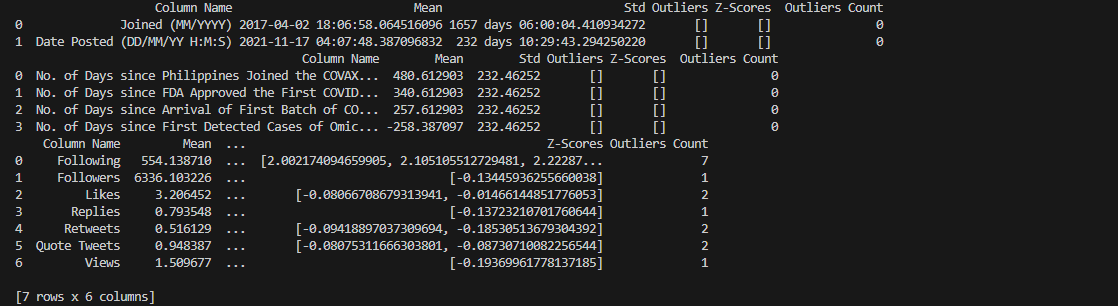 Column Name Mean Std Outliers Z-Scores Outliers Count
0 Joined (MM/YYYY) 2017-04-02 18:06:58.064516096 1657 days 06:00:04.410934272 [] [] 0
1 Date Posted (DD/MM/YY H:M:S) 2021-11-17 04:07:48.387096832 232 days 10:29:43.294250220 [] [] 0
Column Name Mean Std Outliers Z-Scores Outliers Count
0 No. of Days since Philippines Joined the COVAX... 480.612903 232.46252 [] [] 0
1 No. of Days since FDA Approved the First COVID... 340.612903 232.46252 [] [] 0
2 No. of Days since Arrival of First Batch of CO... 257.612903 232.46252 [] [] 0
3 No. of Days since First Detected Cases of Omic... -258.387097 232.46252 [] [] 0
Column Name Mean ... Z-Scores Outliers Count
0 Following 554.138710 ... [2.002174094659905, 2.105105512729481, 2.22287... 7
1 Followers 6336.103226 ... [-0.13445936255660038] 1
2 Likes 3.206452 ... [-0.08066708679313941, -0.01466144851776053] 2
3 Replies 0.793548 ... [-0.13723210701760644] 1
4 Retweets 0.516129 ... [-0.09418897037309694, -0.18530513679304392] 2
5 Quote Tweets 0.948387 ... [-0.08075311666303801, -0.08730710082256544] 2
6 Views 1.509677 ... [-0.19369961778137185] 1
[7 rows x 6 columns]